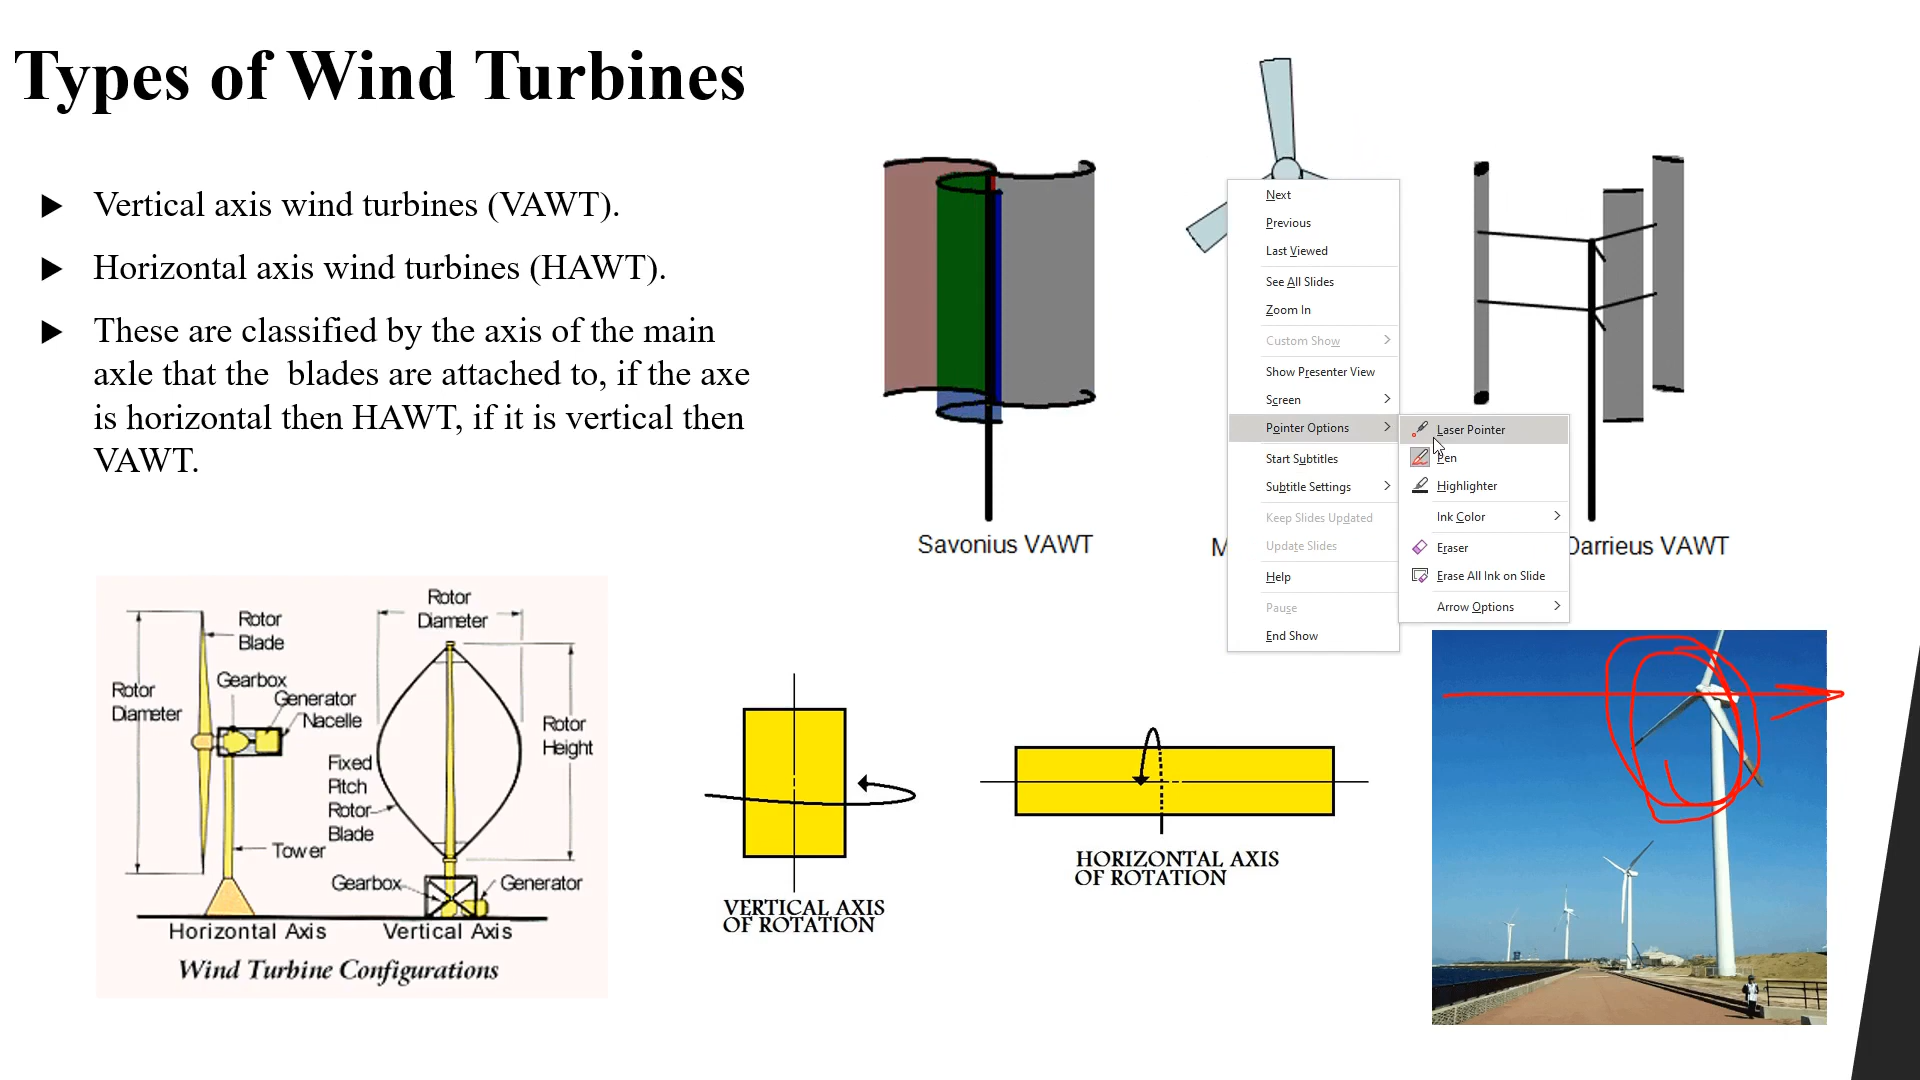 Types of Wind Turbines
Vertical axis wind turbines (VAWT).
Horizontal axis wind turbines (HAWT).
These are classified by the axis of the main
axle that the  blades are attached to, if the axe
is horizontal then HAWT, if it is vertical then
VAWT.
Savonius VAWT
M
Darrieus VAWT
Next
Previous
Last Viewed
See All Slides
Zoom In
Custom Show
Show Presenter View
Screen
Pointer Options
Start Subtitles
Subtitle Settings
Keep Slides Updated
Update Slides
Help
Pause
End Show
Laser Pointer
Pen
Highlighter
Ink Color
Eraser
Erase All Ink on Slide
Arrow Options
Rotor
Blade
Rotor
Diameter
Gearbox
Generator
Nacelle
Rotor
Diameter
Rotor
Height
Fixed
Pitch
Rotor
Blade
Tower
Gearbox
Generator
Horizontal Axis
Vertical Axis
Wind Turbine Configurations
VERTICAL AXIS
OF ROTATION
HORIZONTAL AXIS
OF ROTATION